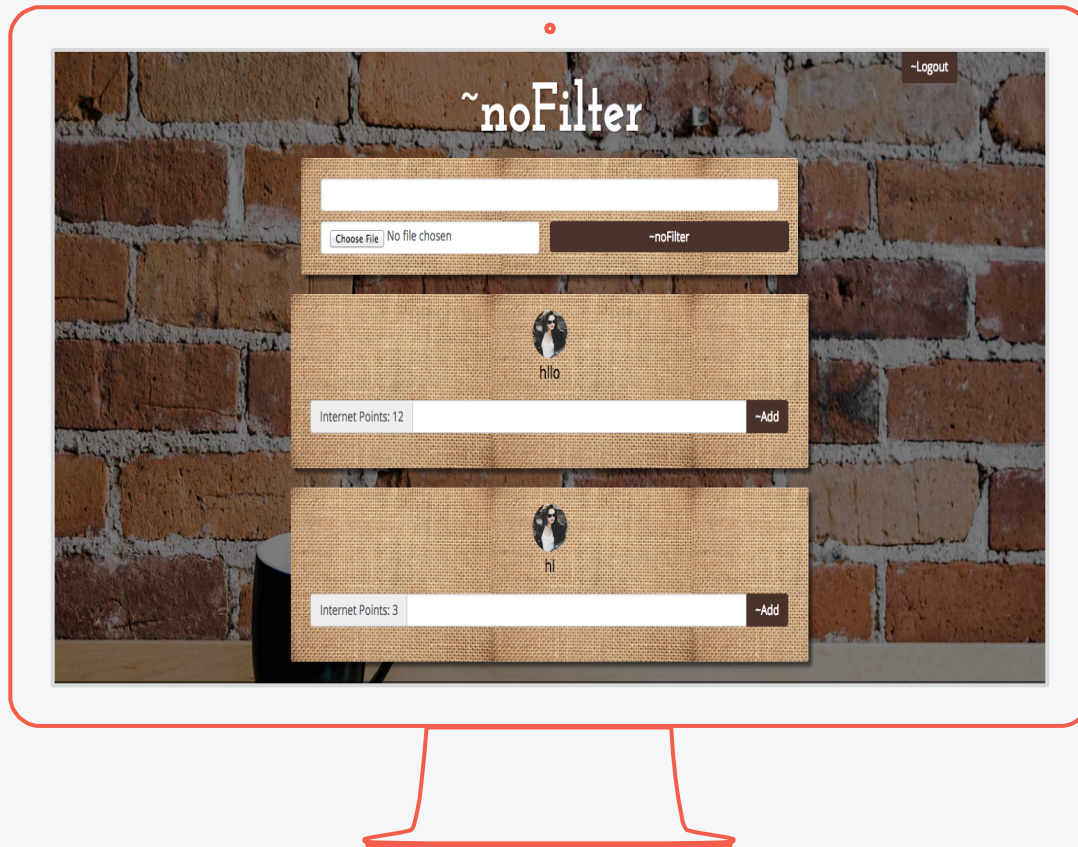 ~Logout
~noFilter
Choose File No file chosen
~noFilter
hllo
Internet Points: 12
~Add
hi
Internet Points: 3
~Add